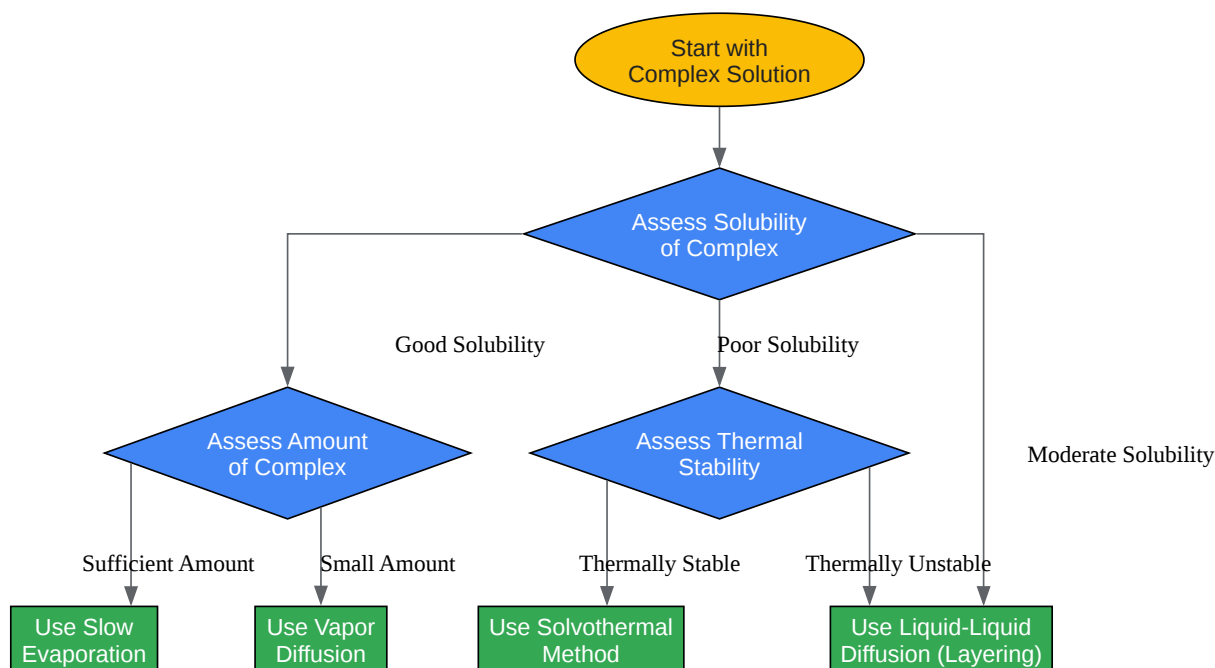 Start with
Complex Solution
Assess Solubility
of Complex
Good Solubility
Poor Solubility
Assess Amount
of Complex
Assess Thermal
Stability
Moderate Solubility
Sufficient Amount
Small Amount
Thermally Stable
Thermally Unstable
Use Slow
Evaporation
Use Vapor
Diffusion
Use Solvothermal
Method
Use Liquid-Liquid
Diffusion (Layering)